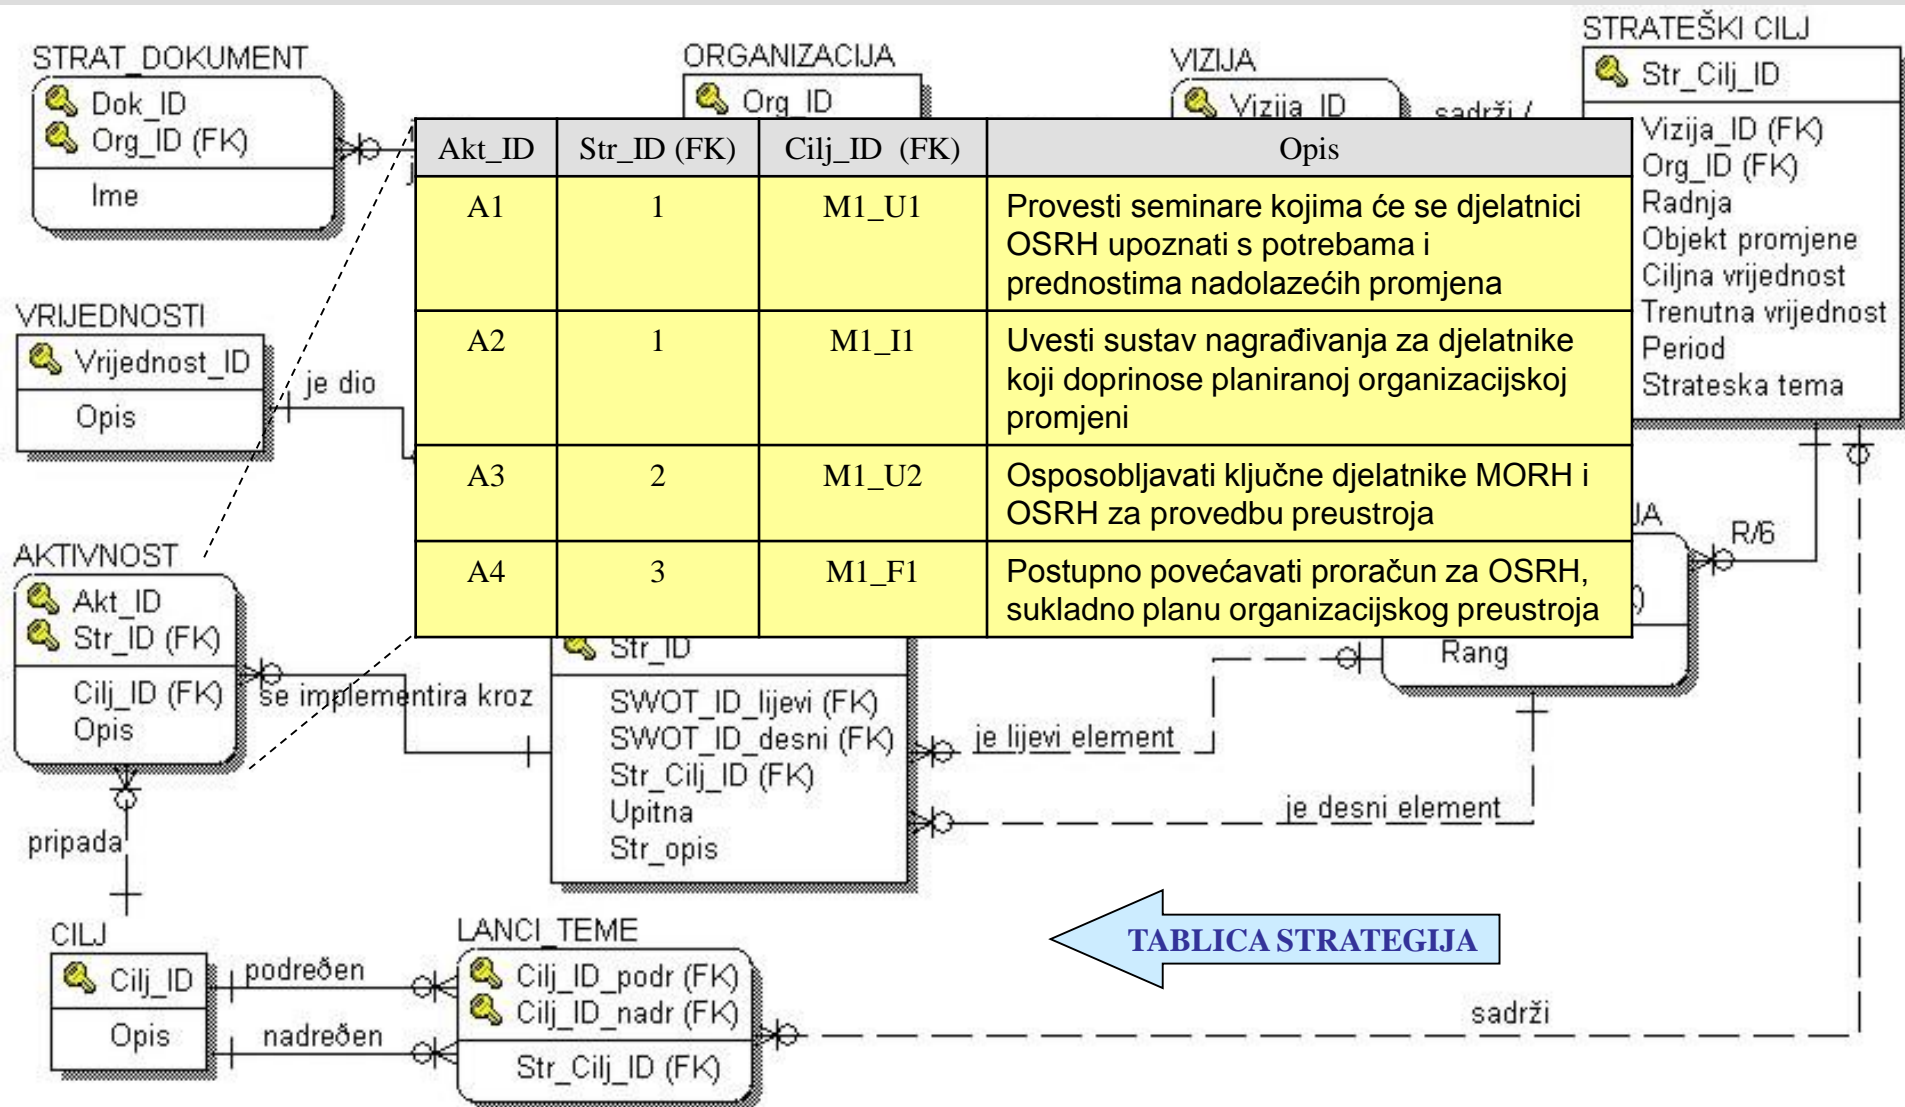 STRAT_DOKUMENT
Dok_ID
Org_ID (FK)
Ime
ORGANIZACIJA
Org_ID
VIZIJA
Vizija_ID
sadrži /
STRATEŠKI CILJ
Str_Cilj_ID
Vizija_ID (FK)
Org_ID (FK)
Radnja
Objekt promjene
Ciljna vrijednost
Trenutna vrijednost
Period
Strateska tema
Akt_ID Str_ID (FK) Cilj_ID (FK) Opis
A1 1 M1_U1 Provesti seminare kojima će se djelatnici
OSRH upoznati s potrebama i
prednostima nadolazećih promjena
A2 1 M1_I1 Uvesti sustav nagrađivanja za djelatnike
koji doprinose planiranoj organizacijskoj
promjeni
A3 2 M1_U2 Osposobljavati ključne djelatnike MORH i
OSRH za provedbu preustroja
A4 3 M1_F1 Postupno povećavati proračun za OSRH,
sukladno planu organizacijskog preustroja
VRIJEDNOSTI
Vrijednost_ID
Opis
je dio
AKTIVNOST
Akt_ID
Str_ID (FK)
Cilj_ID (FK)
Opis
se implementira kroz
Str_ID
SWOT_ID_lijevi (FK)
SWOT_ID_desni (FK)
Str_Cilj_ID (FK)
Upitna
Str_opis
JA
R/6
Rang
je lijevi element
je desni element
pripada
CILJ
Cilj_ID
Opis
podreðen
nadreðen
LANCI_TEME
Cilj_ID_podr (FK)
Cilj_ID_nadr (FK)
Str_Cilj_ID (FK)
TABLICA STRATEGIJA
sadrži